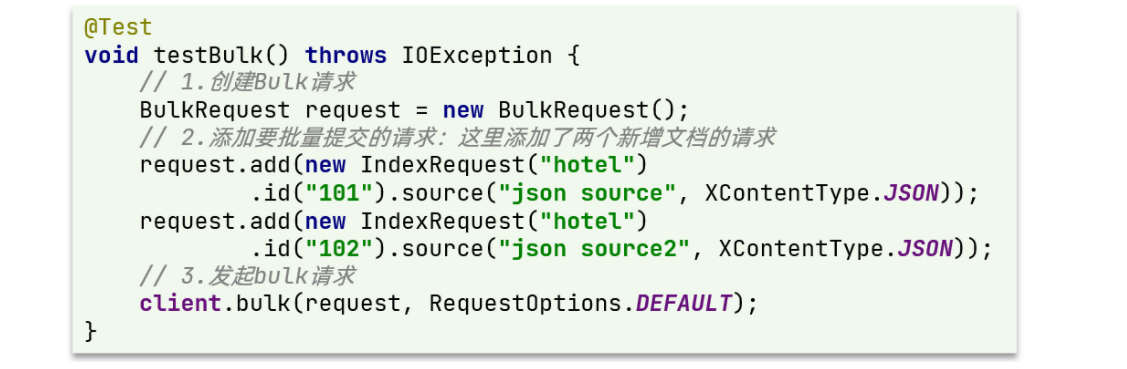 @Test
void testBulk() throws IOException {
    // 1.创建Bulk请求
    BulkRequest request = new BulkRequest();
    // 2.添加要批量提交的请求：这里添加了两个新增文档的请求
    request.add(new IndexRequest("hotel")
            .id("101").source("json source", XContentType.JSON));
    request.add(new IndexRequest("hotel")
            .id("102").source("json source2", XContentType.JSON));
    // 3.发起bulk请求
    client.bulk(request, RequestOptions.DEFAULT);
}